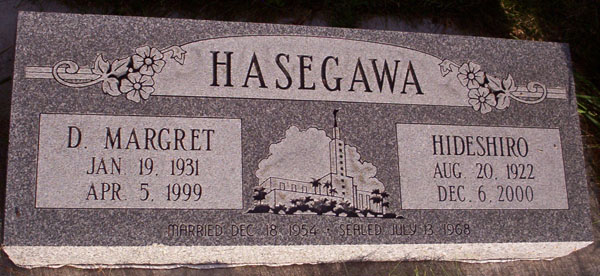 HASEGAWA
D. MARGRET
JAN. 19. 1931
APR. 5. 1999
HIDESHIRO
AUG. 20. 1922
DEC. 6. 2000
MARRIED DEC. 18. 1954 · SEALED JULY 13. 1968